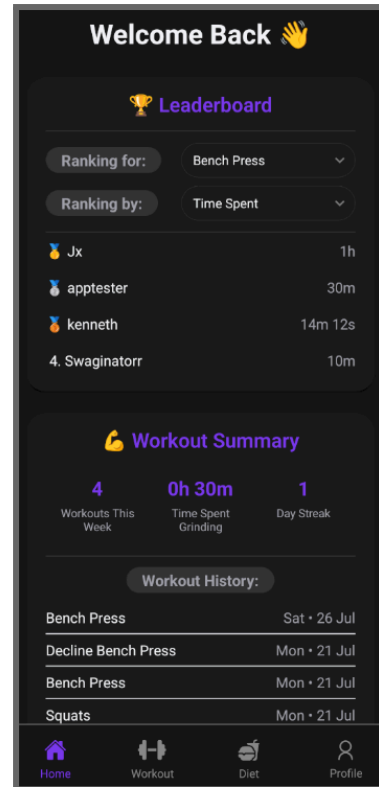 Welcome Back 👋
🏆 Leaderboard
Ranking for: Bench Press
Ranking by: Time Spent
🥇 Jx 1h
🥈 apptester 30m
🥉 kenneth 14m 12s
4. Swaginatorr 10m
💪 Workout Summary
4 0h 30m 1
Workouts This Time Spent Day Streak
Week Grinding
Workout History:
Bench Press Sat • 26 Jul
Decline Bench Press Mon • 21 Jul
Bench Press Mon • 21 Jul
Squats Mon • 21 Jul
Home Workout Diet Profile